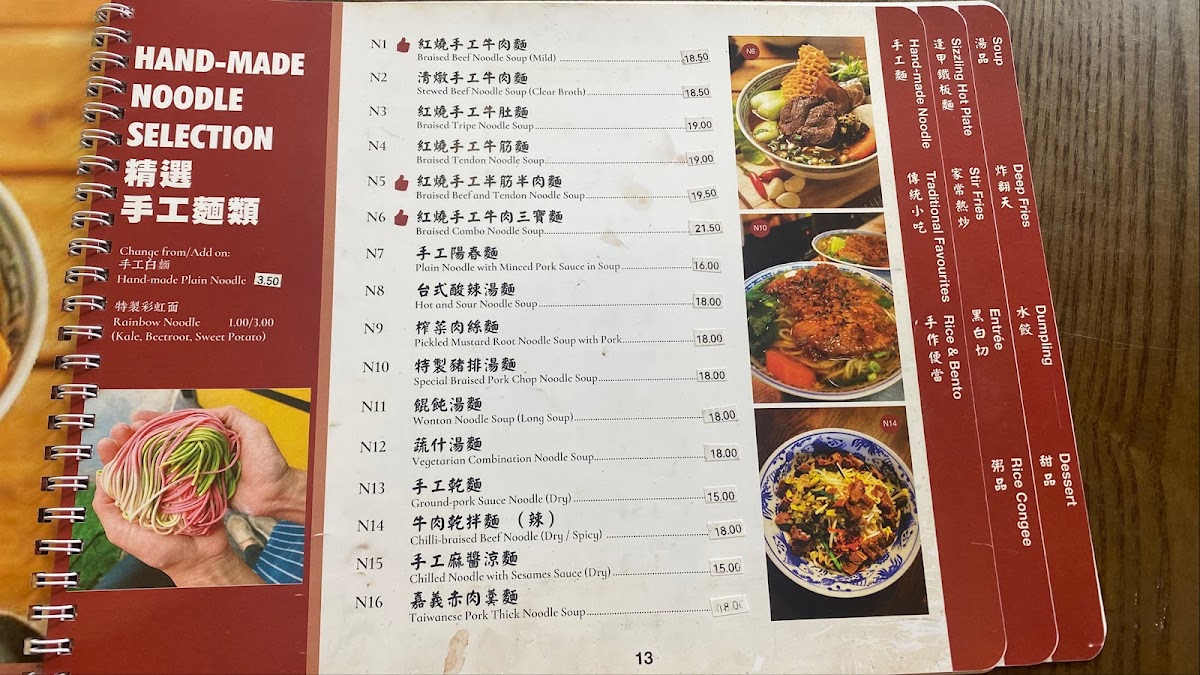 HAND-MADE
NOODLE
SELECTION
精選
手工麵類
Change from/Add on:
手工白麵
Hand-made Plain Noodle 3.50
特製彩虹面
Rainbow Noodle 1.00/3.00
(Kale, Beetroot, Sweet Potato)
N1 紅燒手工牛肉麵
Braised Beef Noodle Soup (Mild) 18.50
N2 清燉手工牛肉麵
Stewed Beef Noodle Soup (Clear Broth) 18.50
N3 紅燒手工牛肚麵
Braised Tripe Noodle Soup 19.00
N4 紅燒手工牛筋麵
Braised Tendon Noodle Soup 19.00
N5 紅燒手工半筋半肉麵
Braised Beef and Tendon Noodle Soup 19.50
N6 紅燒手工牛肉三寶麵
Braised Combo Noodle Soup 21.50
N7 手工陽春麵
Plain Noodle with Minced Pork Sauce in Soup 16.00
N8 台式酸辣湯麵
Hot and Sour Noodle Soup 18.00
N9 榨菜肉絲麵
Pickled Mustard Root Noodle Soup with Pork 18.00
N10 特製豬排湯麵
Special Braised Pork Chop Noodle Soup 18.00
N11 餛飩湯麵
Wonton Noodle Soup (Long Soup) 18.00
N12 蔬什湯麵
Vegetarian Combination Noodle Soup 18.00
N13 手工乾麵
Ground-pork Sauce Noodle (Dry) 15.00
N14 牛肉乾拌麵 （辣）
Chilli-braised Beef Noodle (Dry / Spicy) 18.00
N15 手工麻醬涼麵
Chilled Noodle with Sesames Sauce (Dry) 15.00
N16 嘉義赤肉羹麵
Taiwanese Pork Thick Noodle Soup 18.00
13
N6
N10
N14
Hand-made Noodle
手工麵
Traditional Favourites
傳統小吃
Rice & Bento
手作便當
Sizzling Hot Plate
逢甲鐵板麵
Stir Fries
家常熱炒
Entrée
黑白切
Rice Congee
粥品
Soup
湯品
Deep Fries
炸翻天
Dumpling
水餃
Dessert
甜品